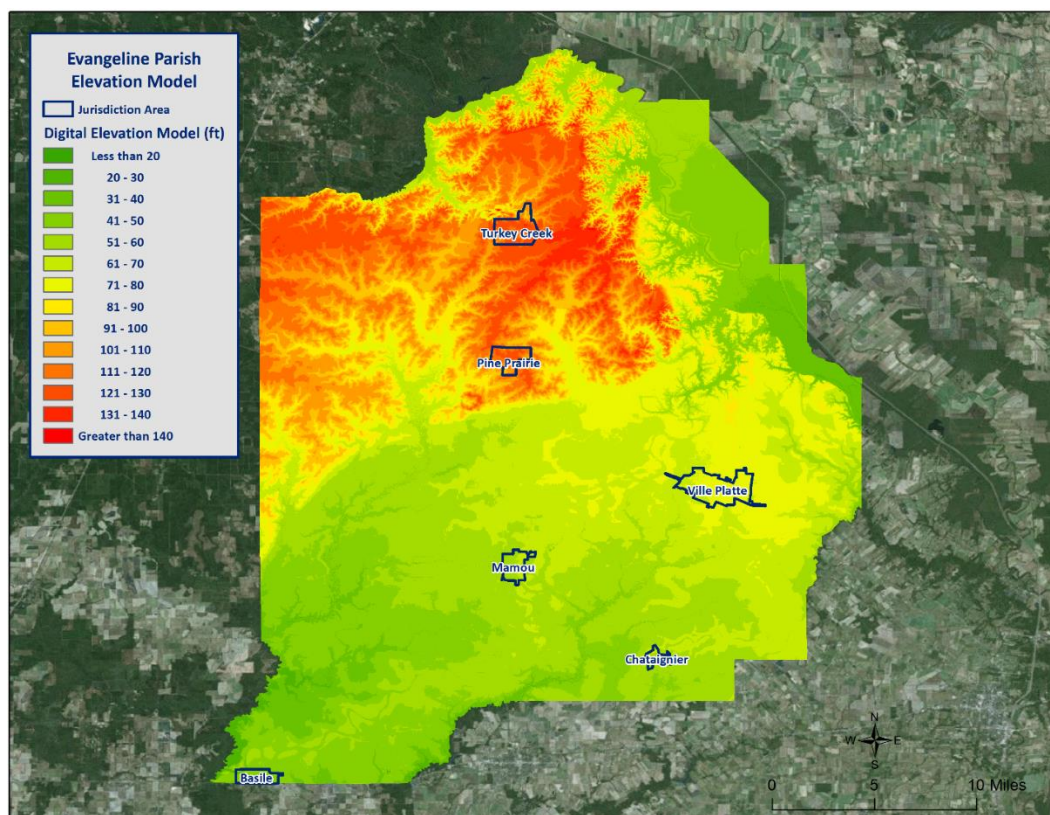 Evangeline Parish
Elevation Model
Jurisdiction Area
Digital Elevation Model (ft)
Less than 20
20 - 30
31 - 40
41 - 50
51 - 60
61 - 70
71 - 80
81 - 90
91 - 100
101 - 110
111 - 120
121 - 130
131 - 140
Greater than 140
Turkey Creek
Pine Prairie
Ville Platte
Mamou
Chataignier
Basile
N
W E
S
0 5 10 Miles